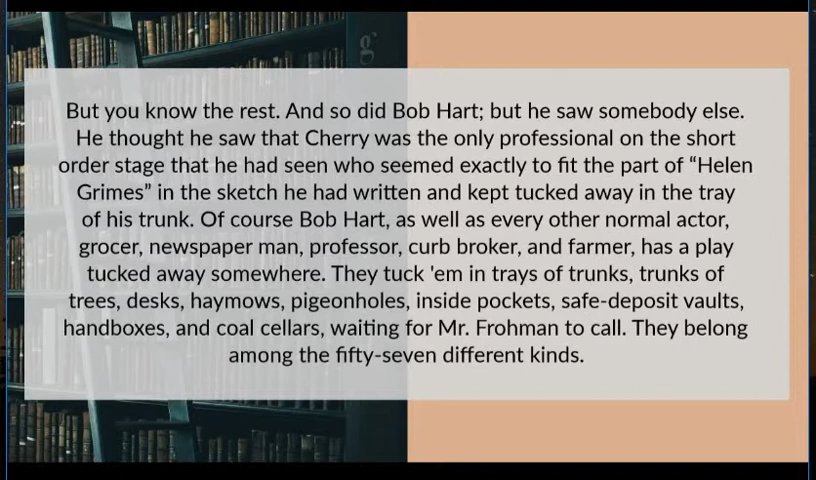 But you know the rest. And so did Bob Hart; but he saw somebody else.
He thought he saw that Cherry was the only professional on the short
order stage that he had seen who seemed exactly to fit the part of “Helen
Grimes” in the sketch he had written and kept tucked away in the tray
of his trunk. Of course Bob Hart, as well as every other normal actor,
grocer, newspaper man, professor, curb broker, and farmer, has a play
tucked away somewhere. They tuck 'em in trays of trunks, trunks of
trees, desks, haymows, pigeonholes, inside pockets, safe-deposit vaults,
handboxes, and coal cellars, waiting for Mr. Frohman to call. They belong
among the fifty-seven different kinds.